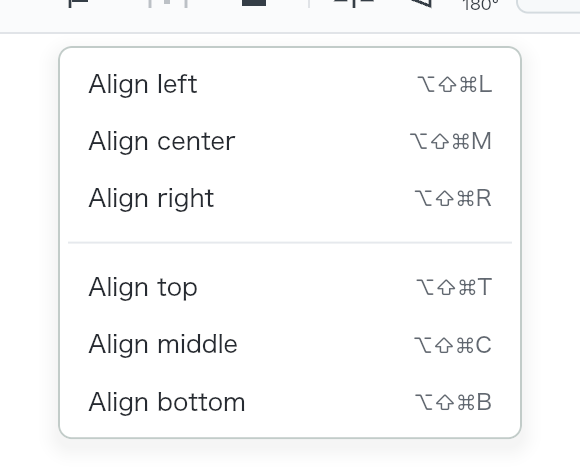 180°
Align left ⌥⇧⌘L
Align center ⌥⇧⌘M
Align right ⌥⇧⌘R
Align top ⌥⇧⌘T
Align middle ⌥⇧⌘C
Align bottom ⌥⇧⌘B